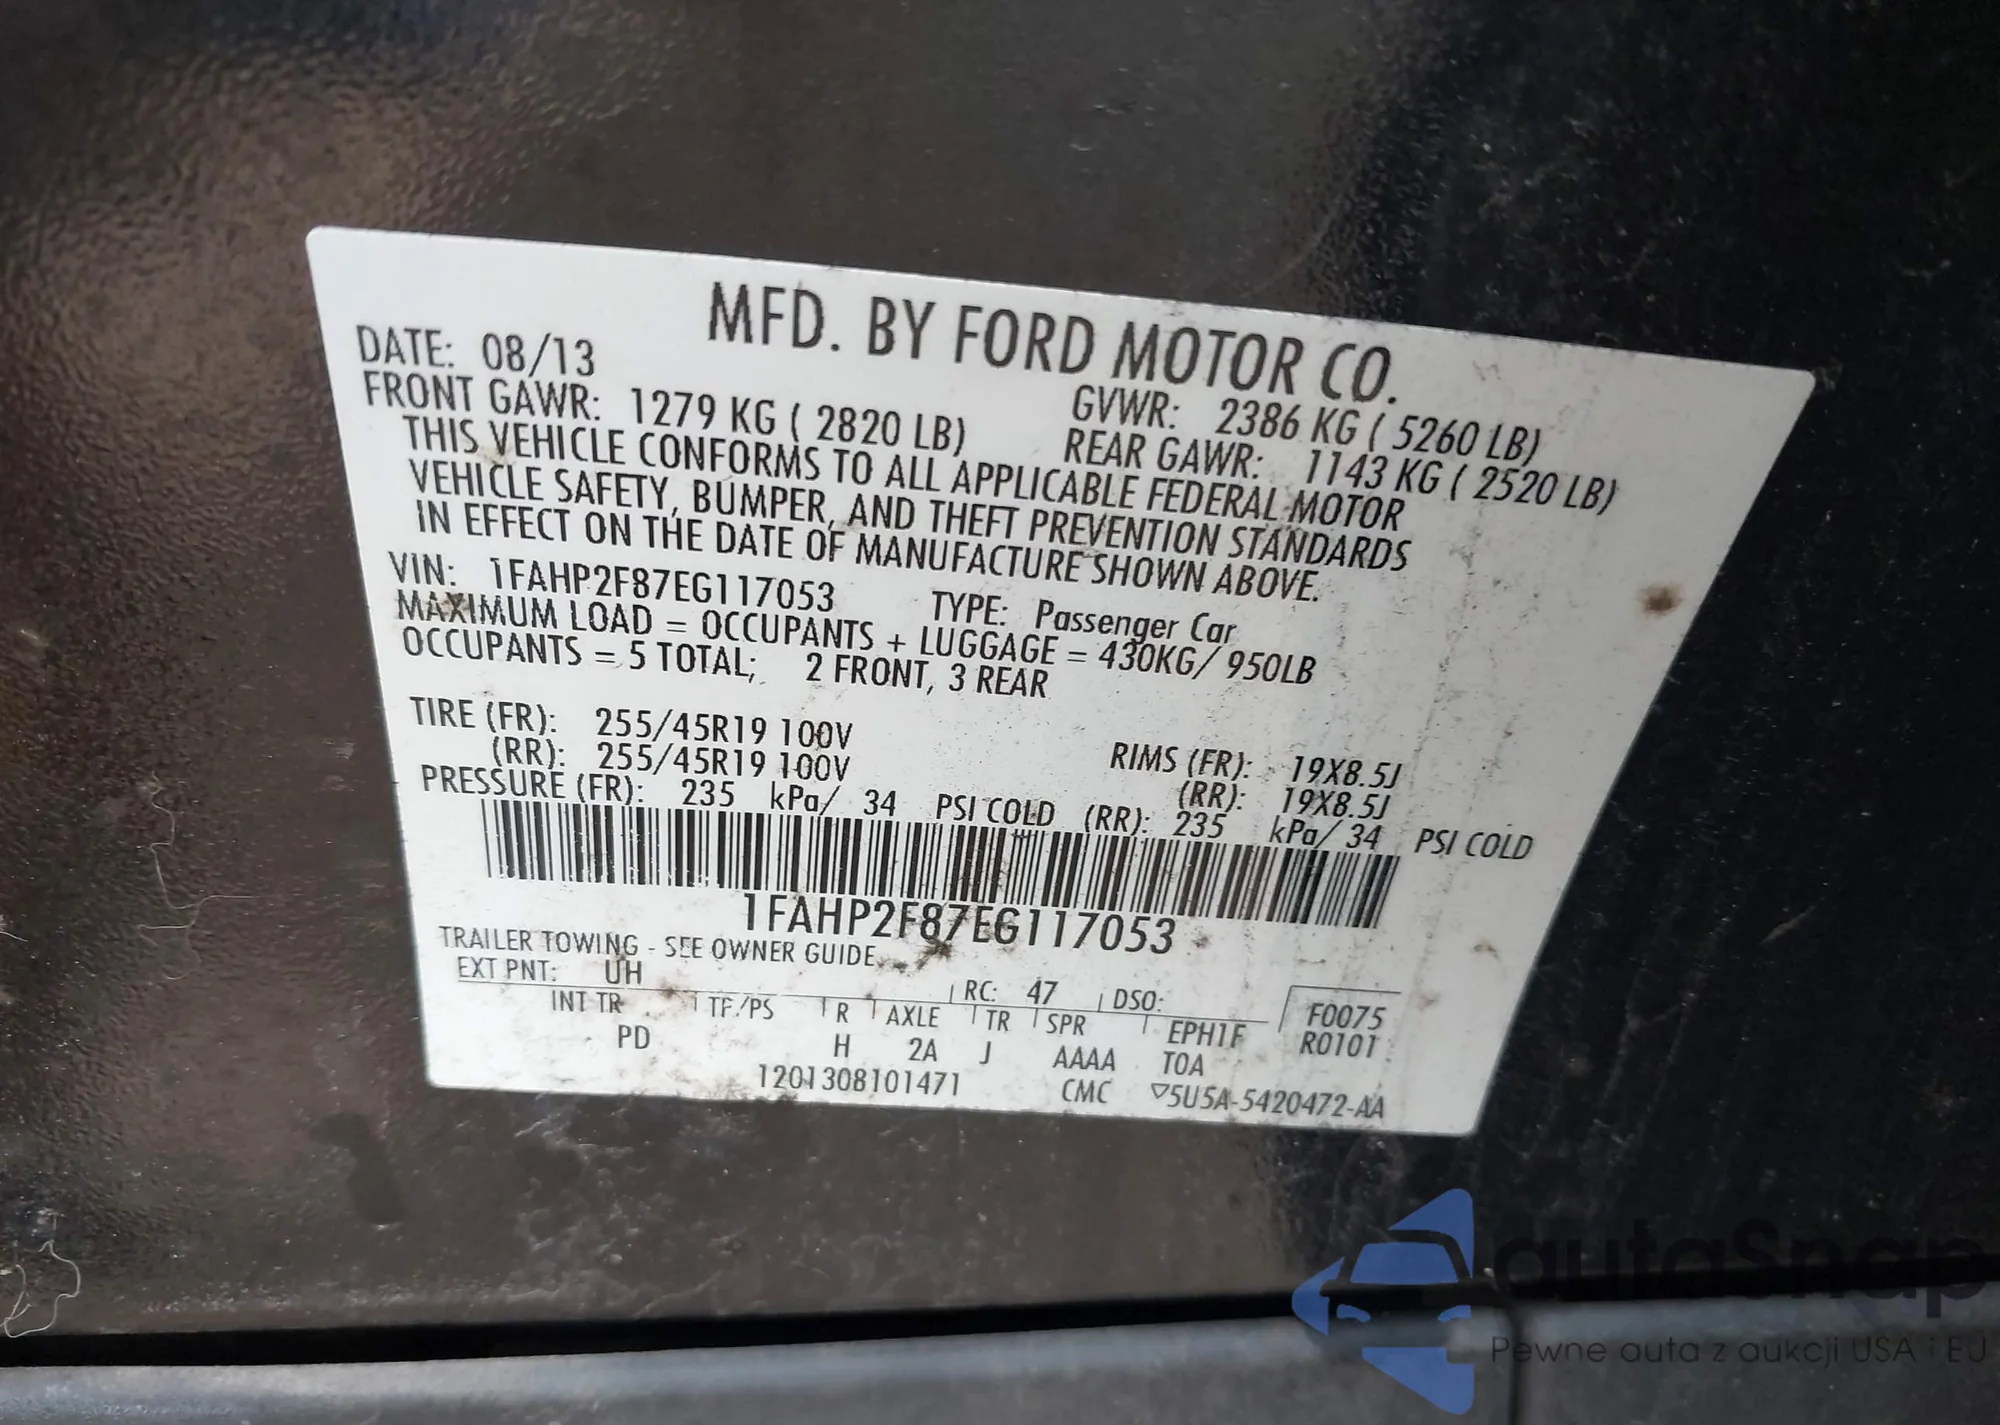 MFD. BY FORD MOTOR CO.
DATE: 08/13 GVWR: 2386 KG ( 5260 LB)
FRONT GAWR: 1279 KG ( 2820 LB) REAR GAWR: 1143 KG ( 2520 LB)
THIS VEHICLE CONFORMS TO ALL APPLICABLE FEDERAL MOTOR
VEHICLE SAFETY, BUMPER, AND THEFT PREVENTION STANDARDS
IN EFFECT ON THE DATE OF MANUFACTURE SHOWN ABOVE.
VIN: 1FAHP2F87EG117053 TYPE: Passenger Car
MAXIMUM LOAD = OCCUPANTS + LUGGAGE = 430KG/ 950LB
OCCUPANTS = 5 TOTAL; 2 FRONT, 3 REAR
TIRE (FR): 255/45R19 100V RIMS (FR): 19X8.5J
(RR): 255/45R19 100V (RR): 19X8.5J
PRESSURE (FR): 235 kPa/ 34 PSI COLD (RR): 235 kPa/ 34 PSI COLD
1FAHP2F87EG117053
TRAILER TOWING - SEE OWNER GUIDE
EXT PNT: UH RC: 47 DSO: F0075
INT TR TP/PS R AXLE TR SPR EPH1F R0101
PD H 2A J AAAA TOA
1201308101471 CMC ▽5U5A-5420472-AA
autaSnap
Pewne auta z aukcji USA i EU